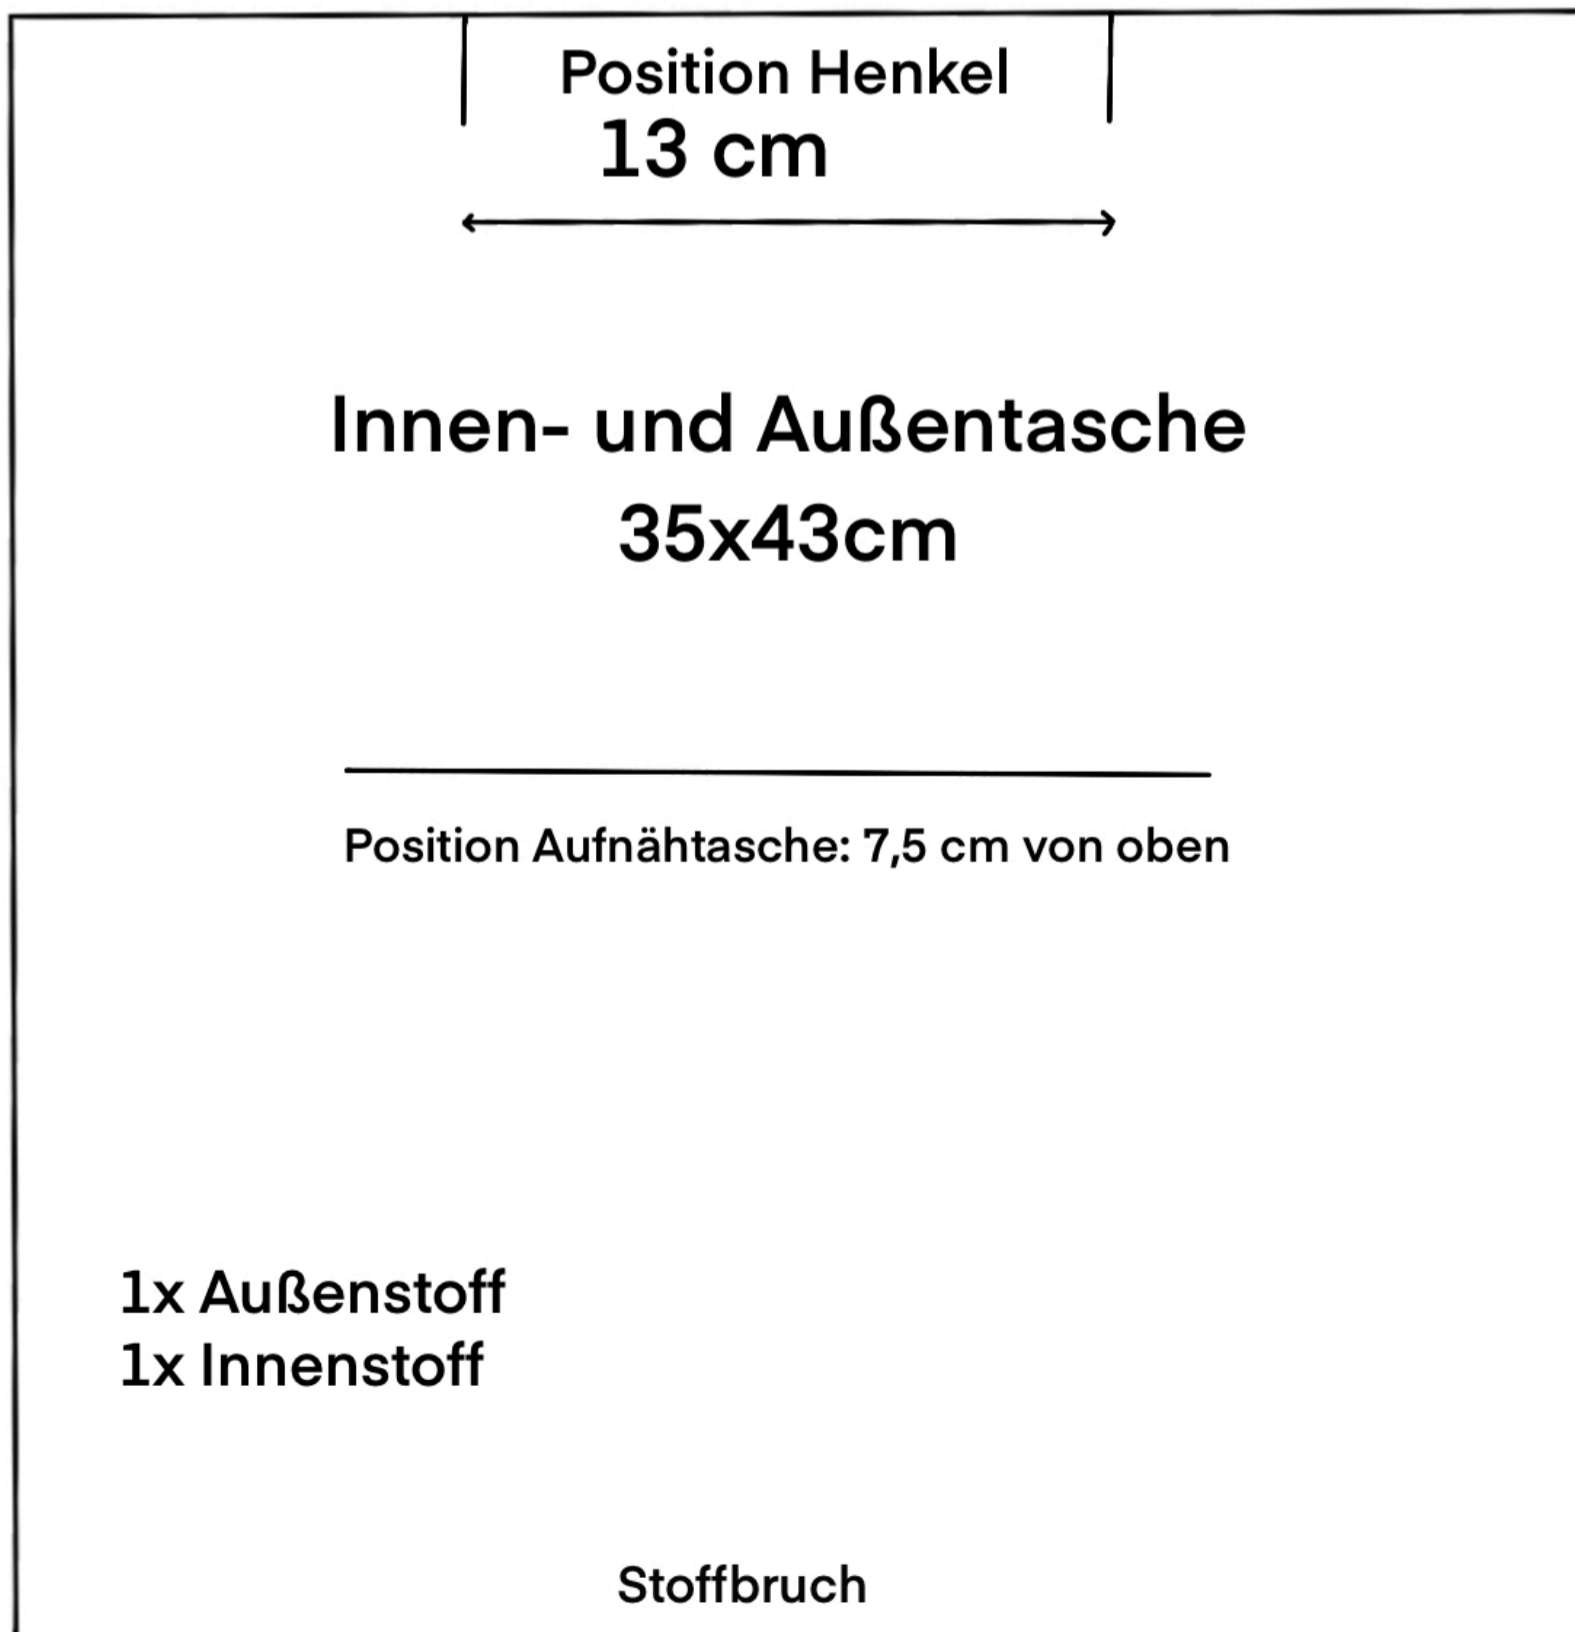 Position Henkel
13 cm
Innen- und Außentasche
35x43cm
Position Aufnähtasche: 7,5 cm von oben
1x Außenstoff
1x Innenstoff
Stoffbruch